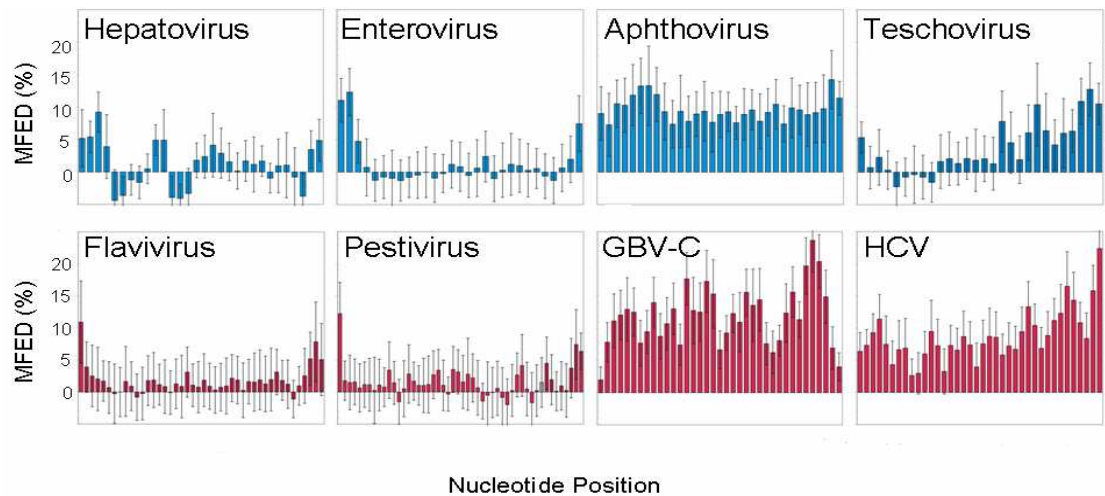 Hepatovirus Enterovirus Aphthovirus Teschovirus
MFED (%)
20
15
10
5
0
Flavivirus Pestivirus GBV-C HCV
MFED (%)
20
15
10
5
0
Nucleotide Position